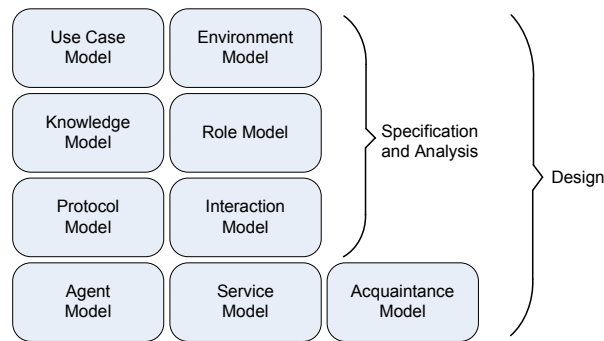 Use Case
Model
Environment
Model
Knowledge
Model
Role Model
Specification
and Analysis
Protocol
Model
Interaction
Model
Design
Agent
Model
Service
Model
Acquaintance
Model